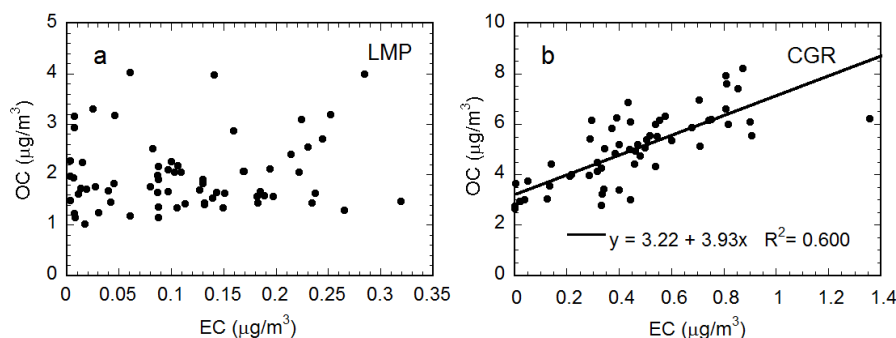 a
LMP
OC (μg/m³)
5
4
3
2
1
0
0 0.05 0.1 0.15 0.2 0.25 0.3 0.35
EC (μg/m³)
b
CGR
OC (μg/m³)
10
8
6
4
2
0
y = 3.22 + 3.93x R²= 0.600
0.0 0.2 0.4 0.6 0.8 1 1.2 1.4
EC (μg/m³)